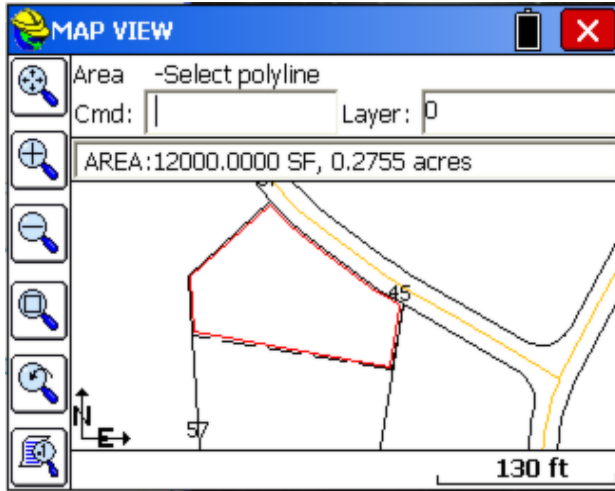 MAP VIEW
Area -Select polyline
Cmd: Layer: 0
AREA:12000.0000 SF, 0.2755 acres
45
57
N
E
130 ft